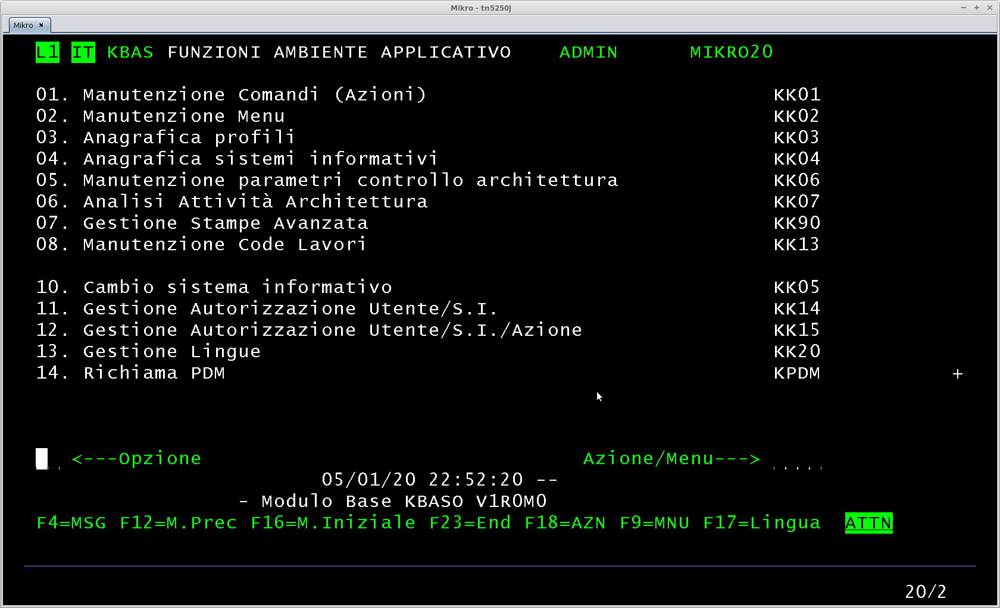 Mikro - tn5250j
Mikro ×
L1 IT KBAS FUNZIONI AMBIENTE APPLICATIVO ADMIN MIKRO20
01. Manutenzione Comandi (Azioni) KK01
02. Manutenzione Menu KK02
03. Anagrafica profili KK03
04. Anagrafica sistemi informativi KK04
05. Manutenzione parametri controllo architettura KK06
06. Analisi Attività Architettura KK07
07. Gestione Stampe Avanzata KK90
08. Manutenzione Code Lavori KK13
10. Cambio sistema informativo KK05
11. Gestione Autorizzazione Utente/S.I. KK14
12. Gestione Autorizzazione Utente/S.I./Azione KK15
13. Gestione Lingue KK20
14. Richiama PDM KPDM +
<---Opzione Azione/Menu--->
05/01/20 22:52:20 --
- Modulo Base KBASO V1R0M0
F4=MSG F12=M.Prec F16=M.Iniziale F23=End F18=AZN F9=MNU F17=Lingua ATTN
20/2